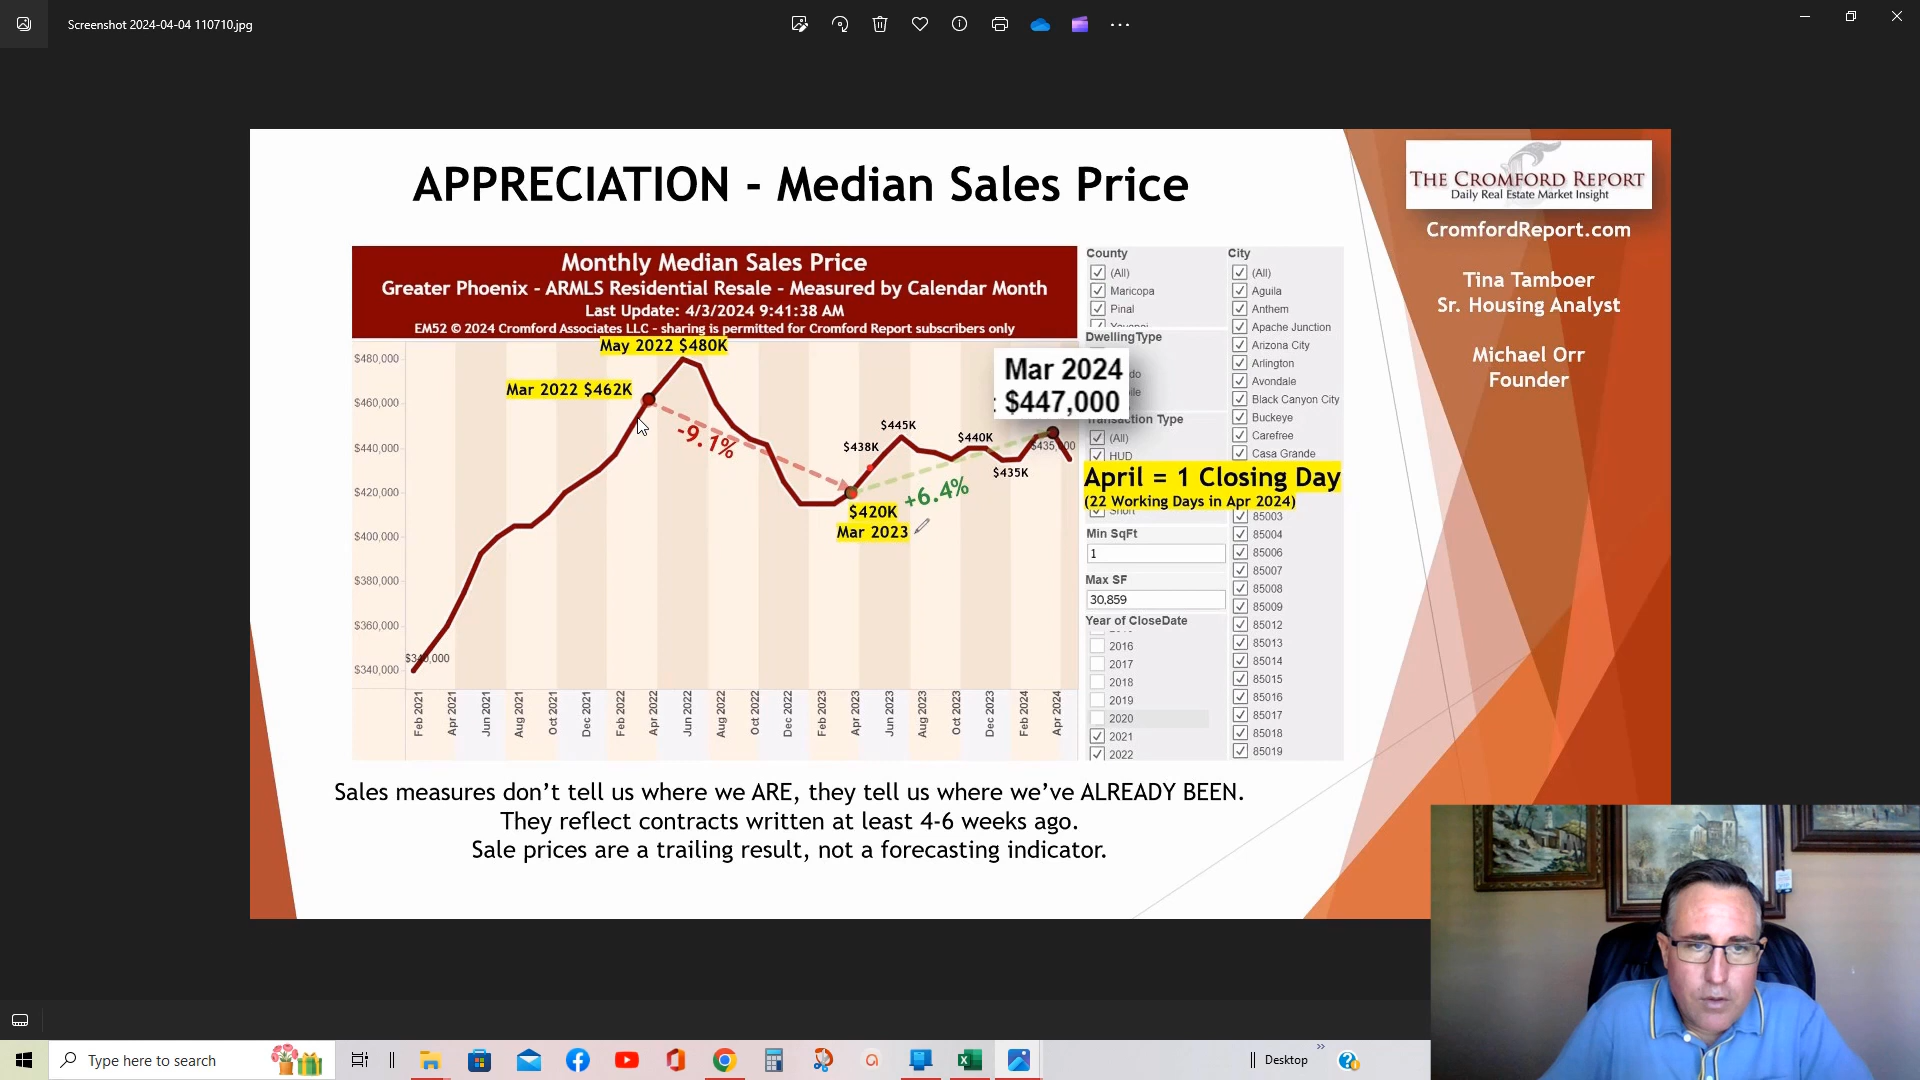 Screenshot 2024-04-04 110710.jpg
APPRECIATION - Median Sales Price
THE CROMFORD REPORT
Daily Real Estate Market Insight
CromfordReport.com
Tina Tamboer
Sr. Housing Analyst
Michael Orr
Founder
Monthly Median Sales Price
Greater Phoenix - ARMLS Residential Resale - Measured by Calendar Month
Last Update: 4/3/2024 9:41:38 AM
EM52 © 2024 Cromford Associates LLC - sharing is permitted for Cromford Report subscribers only
May 2022 $480K
Mar 2022 $462K
-9.1%
$420K
Mar 2023
+6.4%
$438K
$445K
$440K
$435K
Mar 2024
: $447,000
$480,000
$460,000
$440,000
$420,000
$400,000
$380,000
$360,000
$340,000
Feb 2021
Apr 2021
Jun 2021
Aug 2021
Oct 2021
Dec 2021
Feb 2022
Apr 2022
Jun 2022
Aug 2022
Oct 2022
Dec 2022
Feb 2023
Apr 2023
Jun 2023
Aug 2023
Oct 2023
Dec 2023
Feb 2024
Apr 2024
County
(All)
Maricopa
Pinal
DwellingType
Transaction Type
(All)
HUD
April = 1 Closing Day
(22 Working Days in Apr 2024)
Short
Min SqFt
1
Max SF
30,859
Year of CloseDate
2016
2017
2018
2019
2020
2021
2022
City
(All)
Aguila
Anthem
Apache Junction
Arizona City
Arlington
Avondale
Black Canyon City
Buckeye
Carefree
Casa Grande
85003
85004
85006
85007
85008
85009
85012
85013
85014
85015
85016
85017
85018
85019
Sales measures don't tell us where we ARE, they tell us where we've ALREADY BEEN.
They reflect contracts written at least 4-6 weeks ago.
Sale prices are a trailing result, not a forecasting indicator.
Type here to search
Desktop